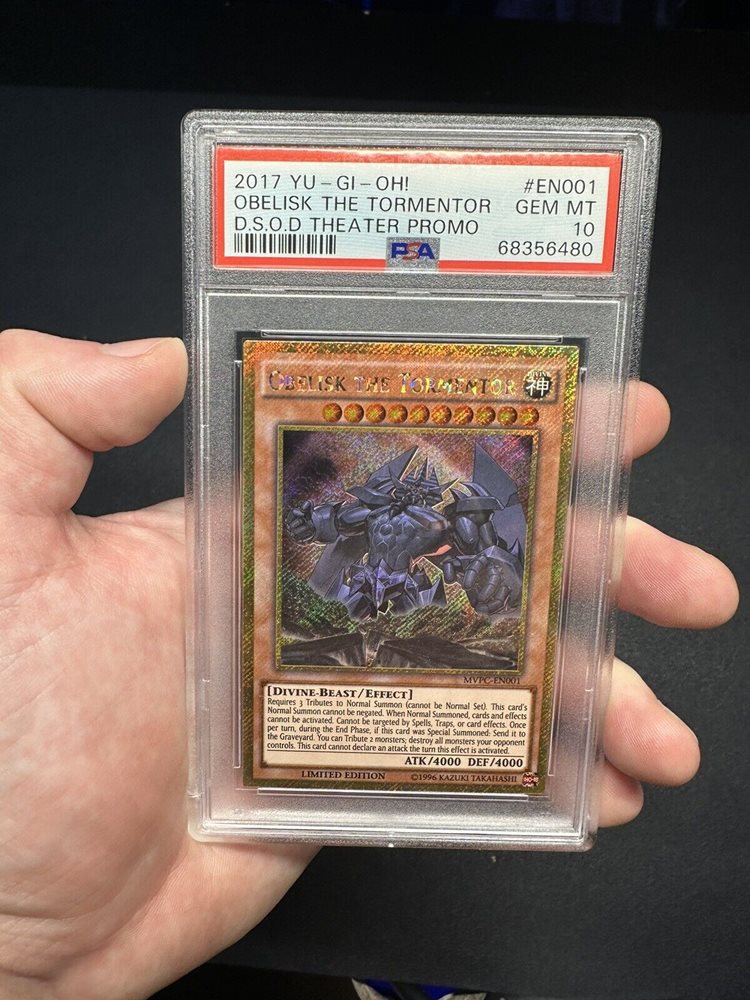 2017 YU-GI-OH! #EN001
OBELISK THE TORMENTOR GEM MT
D.S.O.D THEATER PROMO 10
PSA 68356480
OBELISK THE TORMENTOR 神
MVPC-EN001
[DIVINE-BEAST/EFFECT]
Requires 3 Tributes to Normal Summon (cannot be Normal Set). This card's
Normal Summon cannot be negated. When Normal Summoned, cards and effects
cannot be activated. Cannot be targeted by Spells, Traps, or card effects. Once
per turn, during the End Phase, if this card was Special Summoned: Send it to
the Graveyard. You can Tribute 2 monsters; destroy all monsters your opponent
controls. This card cannot declare an attack the turn this effect is activated.
ATK/4000 DEF/4000
LIMITED EDITION ©1996 KAZUKI TAKAHASHI